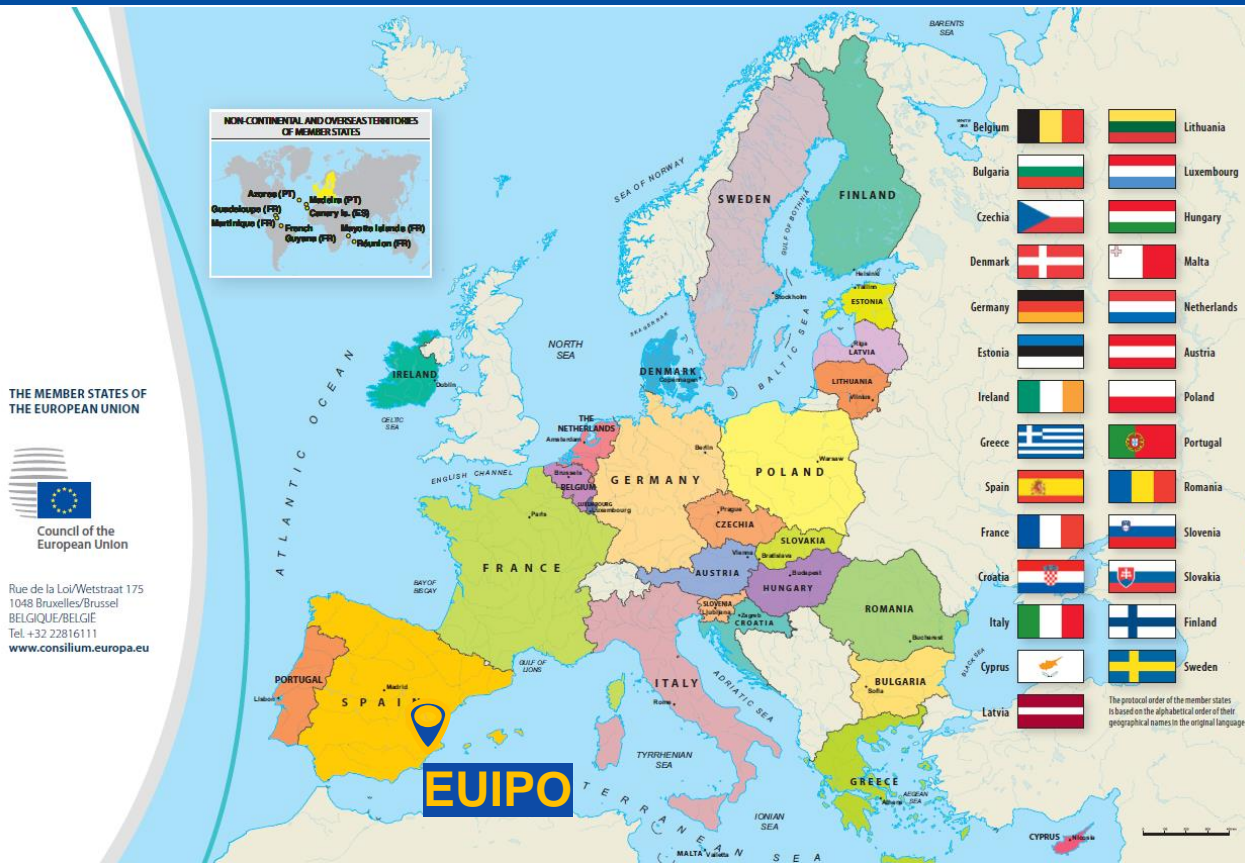 THE MEMBER STATES OF
THE EUROPEAN UNION
Council of the
European Union
Rue de la Loi/Wetstraat 175
1048 Bruxelles/Brussel
BELGIQUE/BELGIË
Tel. +32 22816111
www.consilium.europa.eu
NON-CONTINENTAL AND OVERSEAS TERRITORIES
OF MEMBER STATES
Azores (PT)
Madeira (PT)
Guadeloupe (FR)
Canary Is. (ES)
Martinique (FR)
French
Guyana (FR)
Mayotte Islands (FR)
Réunion (FR)
BARENTS
SEA
SEA OF NORWAY
SWEDEN
FINLAND
GULF OF BOTHNIA
Helsinki
Tallinn
Stockholm
ESTONIA
Riga
LATVIA
BALTIC SEA
LITHUANIA
Vilnius
NORTH
SEA
DENMARK
Copenhagen
IRELAND
Dublin
CELTIC
SEA
ATLANTIC OCEAN
THE
NETHERLANDS
Amsterdam
ENGLISH CHANNEL
Brussels
BELGIUM
Luxembourg
Berlin
GERMANY
POLAND
Warsaw
Prague
CZECHIA
SLOVAKIA
Bratislava
Vienna
AUSTRIA
Budapest
HUNGARY
Paris
FRANCE
BAY OF
BISCAY
SLOVENIA
Ljubljana
Zagreb
CROATIA
ROMANIA
Bucharest
BLACK SEA
BULGARIA
Sofia
GULF OF
LIONS
ITALY
Rome
ADRIATIC SEA
PORTUGAL
Lisbon
Madrid
SPAIN
EUIPO
TYRRHENIAN
SEA
GREECE
Athens
AEGEAN
SEA
IONIAN
SEA
TERRANEAN SEA
MALTA Valletta
CYPRUS Nicosia
Belgium
Bulgaria
Czechia
Denmark
Germany
Estonia
Ireland
Greece
Spain
France
Croatia
Italy
Cyprus
Latvia
Lithuania
Luxembourg
Hungary
Malta
Netherlands
Austria
Poland
Portugal
Romania
Slovenia
Slovakia
Finland
Sweden
The protocol order of the member states
is based on the alphabetical order of their
geographical names in the original language